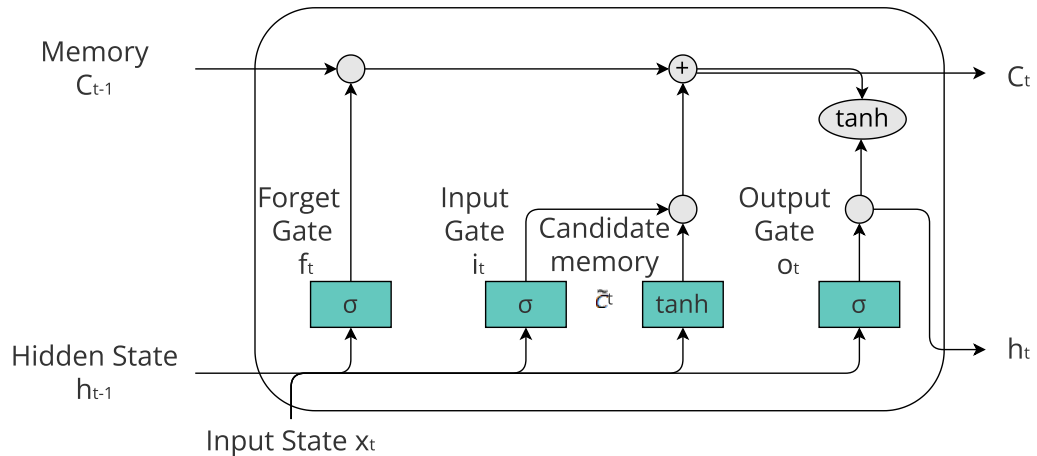 Memory
Ct-1
+
Ct
tanh
Forget
Gate
ft
Input
Gate
it
Candidate
memory
c̃t
Output
Gate
ot
σ
σ
tanh
σ
Hidden State
ht-1
ht
Input State xt